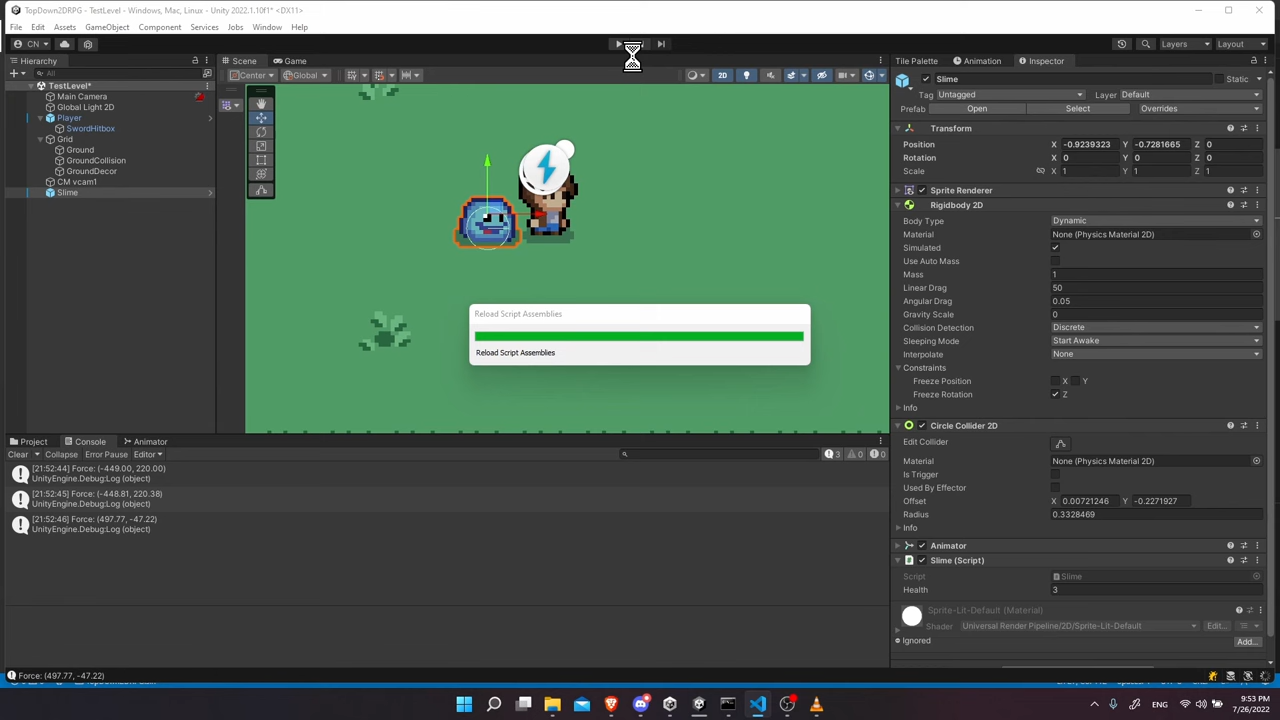 TopDown2DRPG - TestLevel - Windows, Mac, Linux - Unity 2022.1.10f1* <DX11>
File Edit Assets GameObject Component Services Jobs Window Help
CN
Layers
Layout
Hierarchy
All
TestLevel*
Main Camera
Global Light 2D
Player
SwordHitbox
Grid
Ground
GroundCollision
GroundDecor
CM vcam1
Slime
Scene Game
Center Global
2D
Reload Script Assemblies
Reload Script Assemblies
Project Console Animator
Clear Collapse Error Pause Editor
3 0 0
[21:52:44] Force: (-449.00, 220.00)
UnityEngine.Debug:Log (object)
[21:52:45] Force: (-448.81, 220.38)
UnityEngine.Debug:Log (object)
[21:52:46] Force: (497.77, -47.22)
UnityEngine.Debug:Log (object)
Tile Palette Animation Inspector
Slime Static
Tag Untagged Layer Default
Prefab Open Select Overrides
Transform
Position X -0.9239323 Y -0.7281665 Z 0
Rotation X 0 Y 0 Z 0
Scale X 1 Y 1 Z 1
Sprite Renderer
Rigidbody 2D
Body Type Dynamic
Material None (Physics Material 2D)
Simulated
Use Auto Mass
Mass 1
Linear Drag 50
Angular Drag 0.05
Gravity Scale 0
Collision Detection Discrete
Sleeping Mode Start Awake
Interpolate None
Constraints
Freeze Position X Y
Freeze Rotation Z
Info
Circle Collider 2D
Edit Collider
Material None (Physics Material 2D)
Is Trigger
Used By Effector
Offset X 0.00721246 Y -0.2271927
Radius 0.3328469
Info
Animator
Slime (Script)
Script Slime
Health 3
Sprite-Lit-Default (Material)
Shader Universal Render Pipeline/2D/Sprite-Lit-Default Edit...
Ignored Add...
Force: (497.77, -47.22)
ENG
9:53 PM
7/26/2022